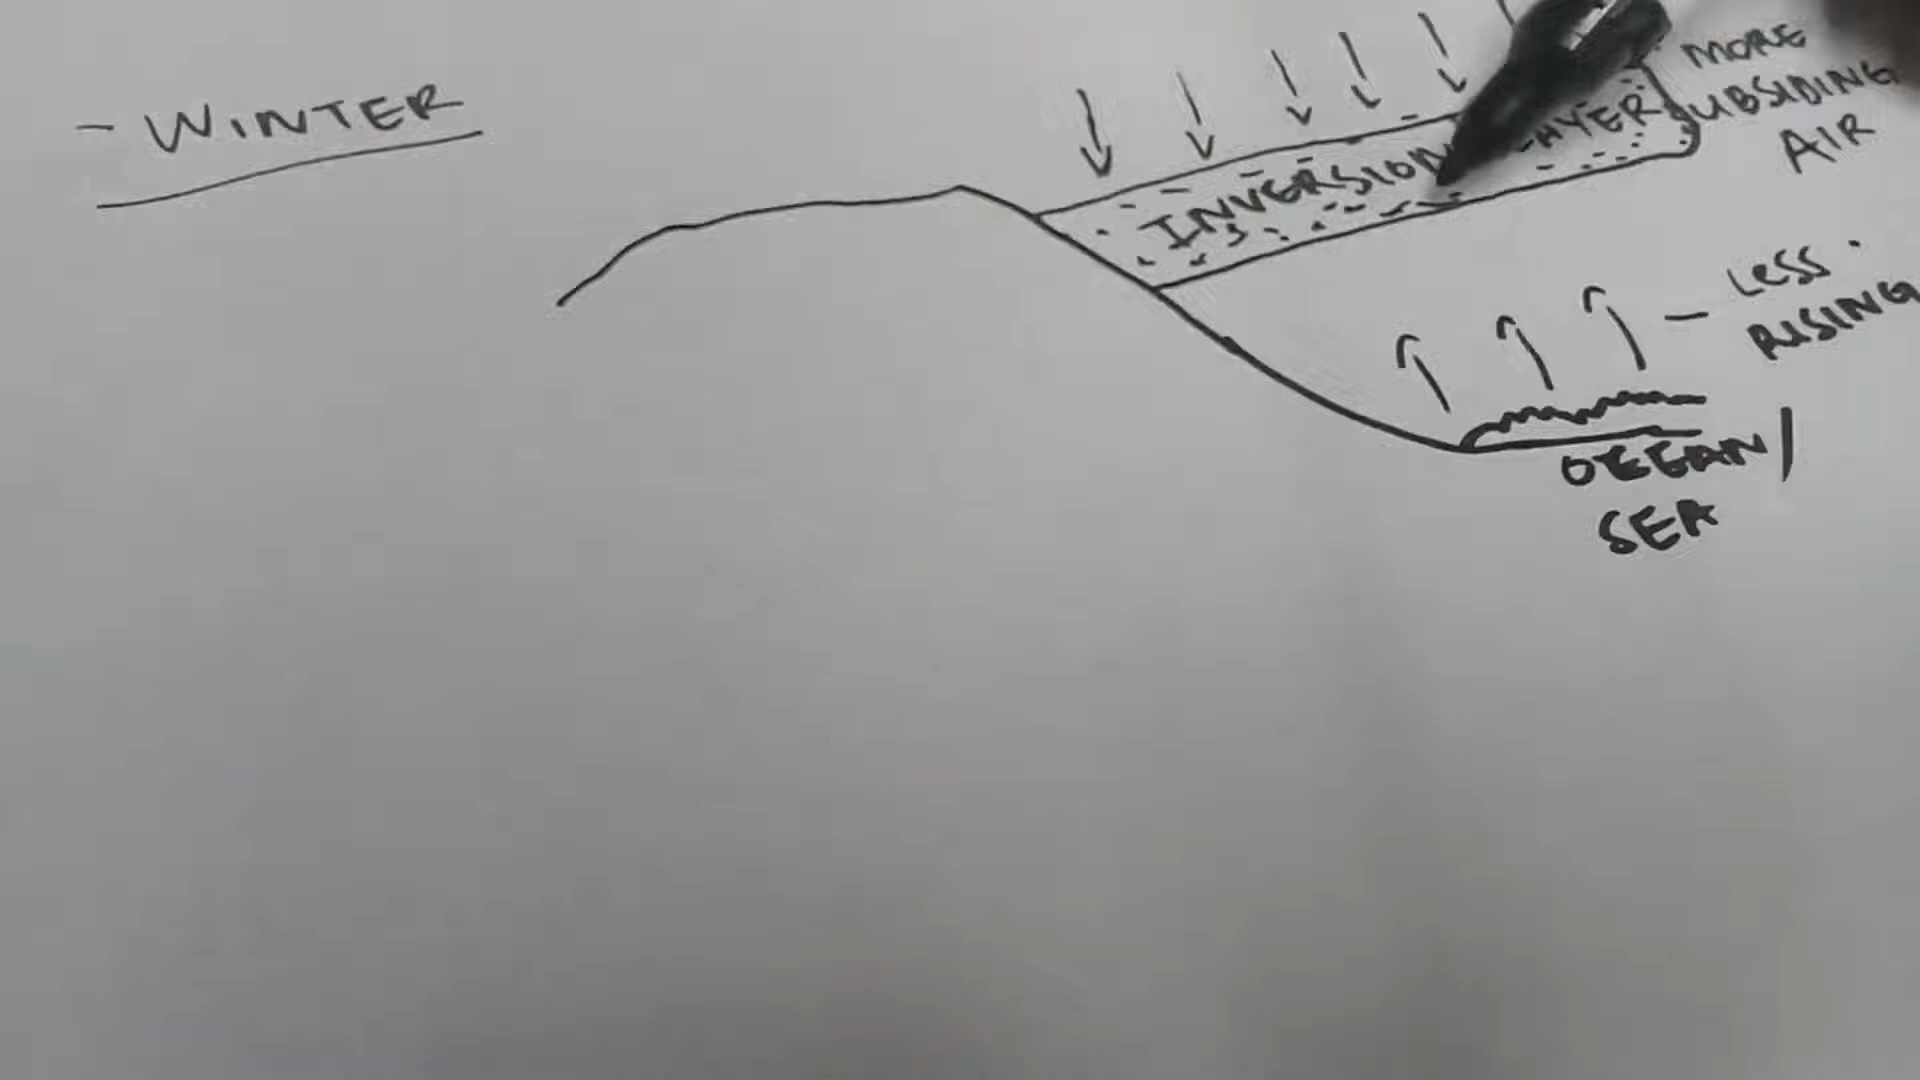 - WINTER
MORE
SUBSIDING
AIR
INVERSION LAYER
- LESS
RISING
OCEAN/
SEA